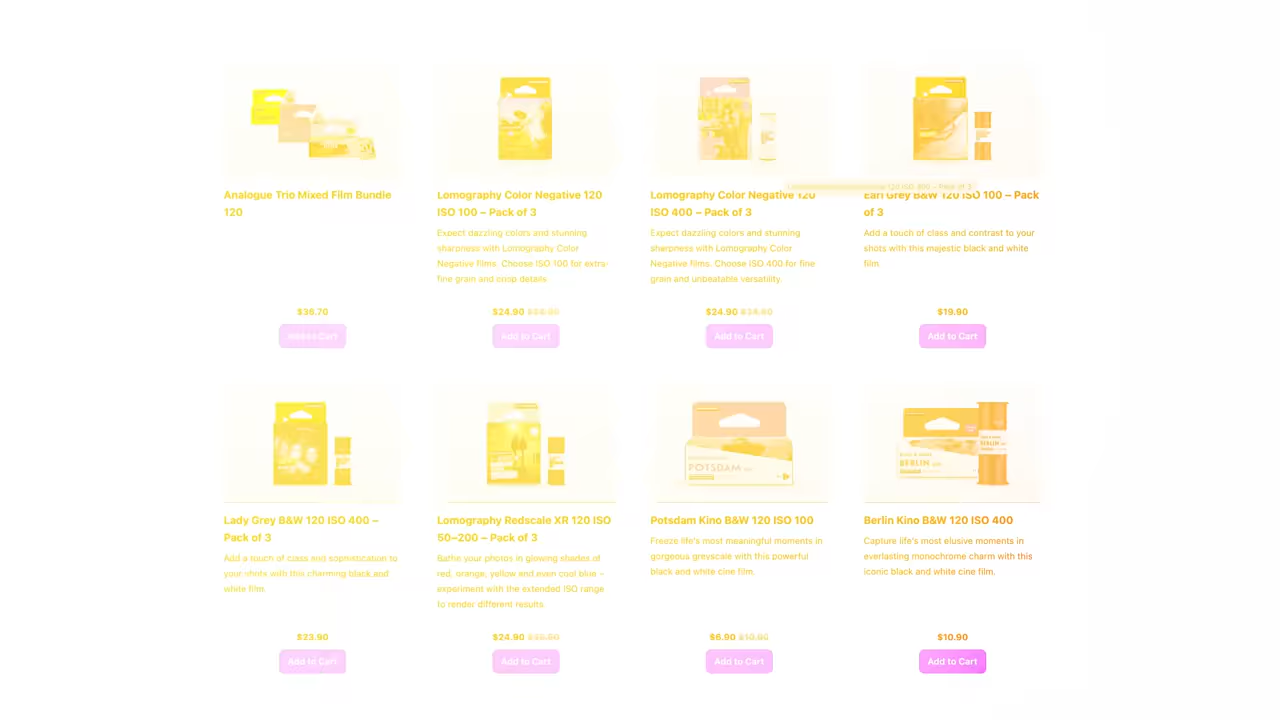 Analogue Trio Mixed Film Bundle
120
$36.70
Add to Cart
Lomography Color Negative 120
ISO 100 – Pack of 3
Expect dazzling colors and stunning
sharpness with Lomography Color
Negative films. Choose ISO 100 for extra-
fine grain and crisp details.
$24.90
Add to Cart
Lomography Color Negative 120
ISO 400 – Pack of 3
Expect dazzling colors and stunning
sharpness with Lomography Color
Negative films. Choose ISO 400 for fine
grain and unbeatable versatility.
$24.90
Add to Cart
120 ISO 400 – Pack of 3
Earl Grey B&W 120 ISO 100 – Pack
of 3
Add a touch of class and contrast to your
shots with this majestic black and white
film.
$19.90
Add to Cart
Lady Grey B&W 120 ISO 400 –
Pack of 3
Add a touch of class and sophistication to
your shots with this charming black and
white film.
$23.90
Add to Cart
Lomography Redscale XR 120 ISO
50–200 – Pack of 3
Bathe your photos in glowing shades of
red, orange, yellow and even cool blue –
experiment with the extended ISO range
to render different results.
$24.90
Add to Cart
POTSDAM
Potsdam Kino B&W 120 ISO 100
Freeze life's most meaningful moments in
gorgeous greyscale with this powerful
black and white cine film.
$6.90 $10.90
Add to Cart
BERLIN
BERLIN
Berlin Kino B&W 120 ISO 400
Capture life's most elusive moments in
everlasting monochrome charm with this
iconic black and white cine film.
$10.90
Add to Cart